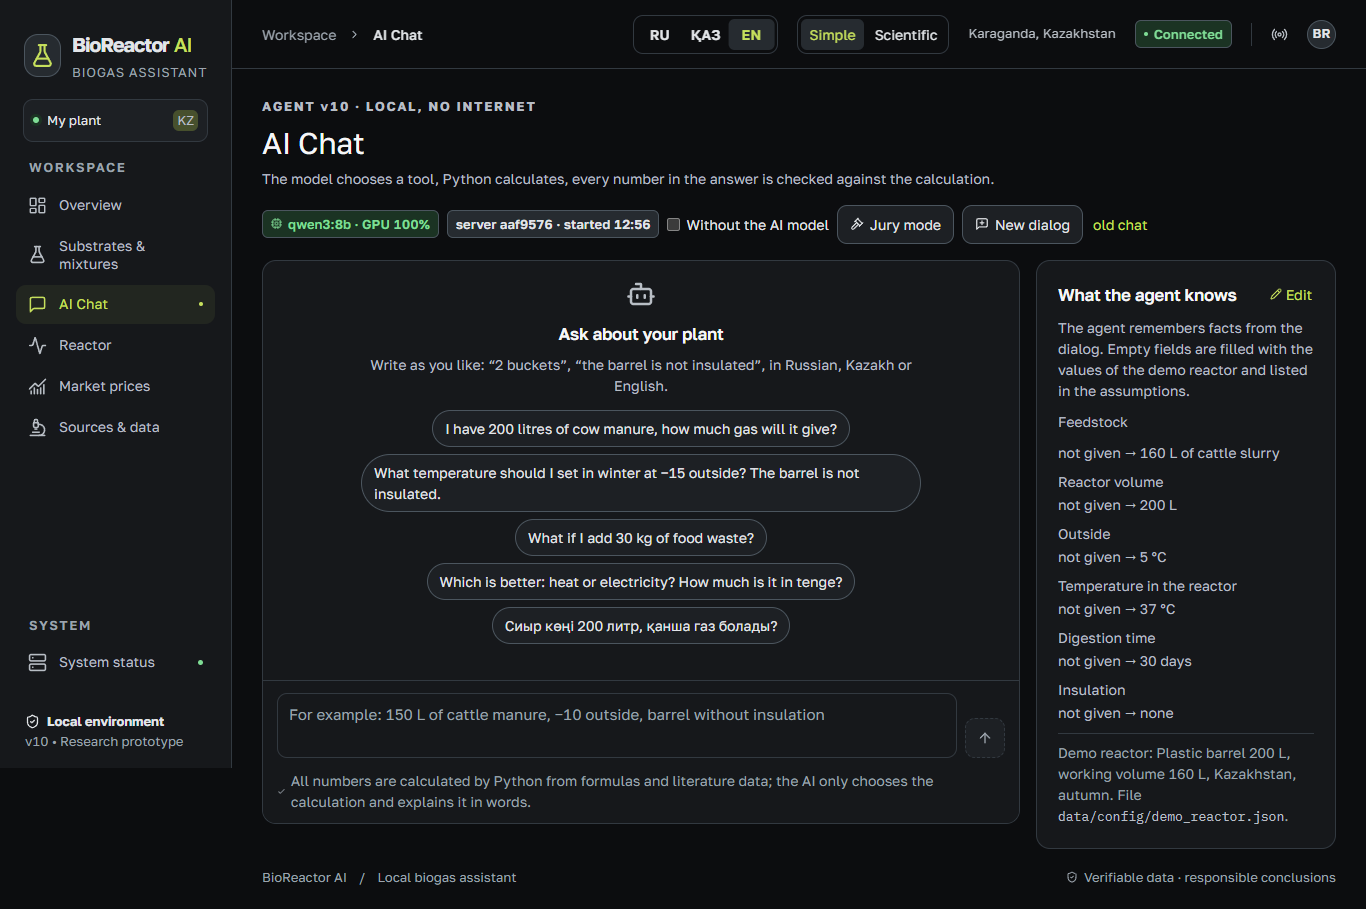 BioReactor AI
BIOGAS ASSISTANT
My plant
KZ
WORKSPACE
Overview
Substrates &
mixtures
AI Chat
Reactor
Market prices
Sources & data
SYSTEM
System status
Local environment
v10 • Research prototype
Workspace > AI Chat
RU ҚАЗ EN
Simple Scientific
Karaganda, Kazakhstan
• Connected
BR
AGENT v10 · LOCAL, NO INTERNET
AI Chat
The model chooses a tool, Python calculates, every number in the answer is checked against the calculation.
qwen3:8b · GPU 100%
server aaf9576 · started 12:56
Without the AI model
Jury mode
New dialog
old chat
Ask about your plant
Write as you like: “2 buckets”, “the barrel is not insulated”, in Russian, Kazakh or
English.
I have 200 litres of cow manure, how much gas will it give?
What temperature should I set in winter at −15 outside? The barrel is not
insulated.
What if I add 30 kg of food waste?
Which is better: heat or electricity? How much is it in tenge?
Сиыр көңі 200 литр, қанша газ болады?
For example: 150 L of cattle manure, −10 outside, barrel without insulation
All numbers are calculated by Python from formulas and literature data; the AI only chooses the
calculation and explains it in words.
What the agent knows
Edit
The agent remembers facts from the
dialog. Empty fields are filled with the
values of the demo reactor and listed
in the assumptions.
Feedstock
not given → 160 L of cattle slurry
Reactor volume
not given → 200 L
Outside
not given → 5 °C
Temperature in the reactor
not given → 37 °C
Digestion time
not given → 30 days
Insulation
not given → none
Demo reactor: Plastic barrel 200 L,
working volume 160 L, Kazakhstan,
autumn. File
data/config/demo_reactor.json.
BioReactor AI / Local biogas assistant
Verifiable data · responsible conclusions